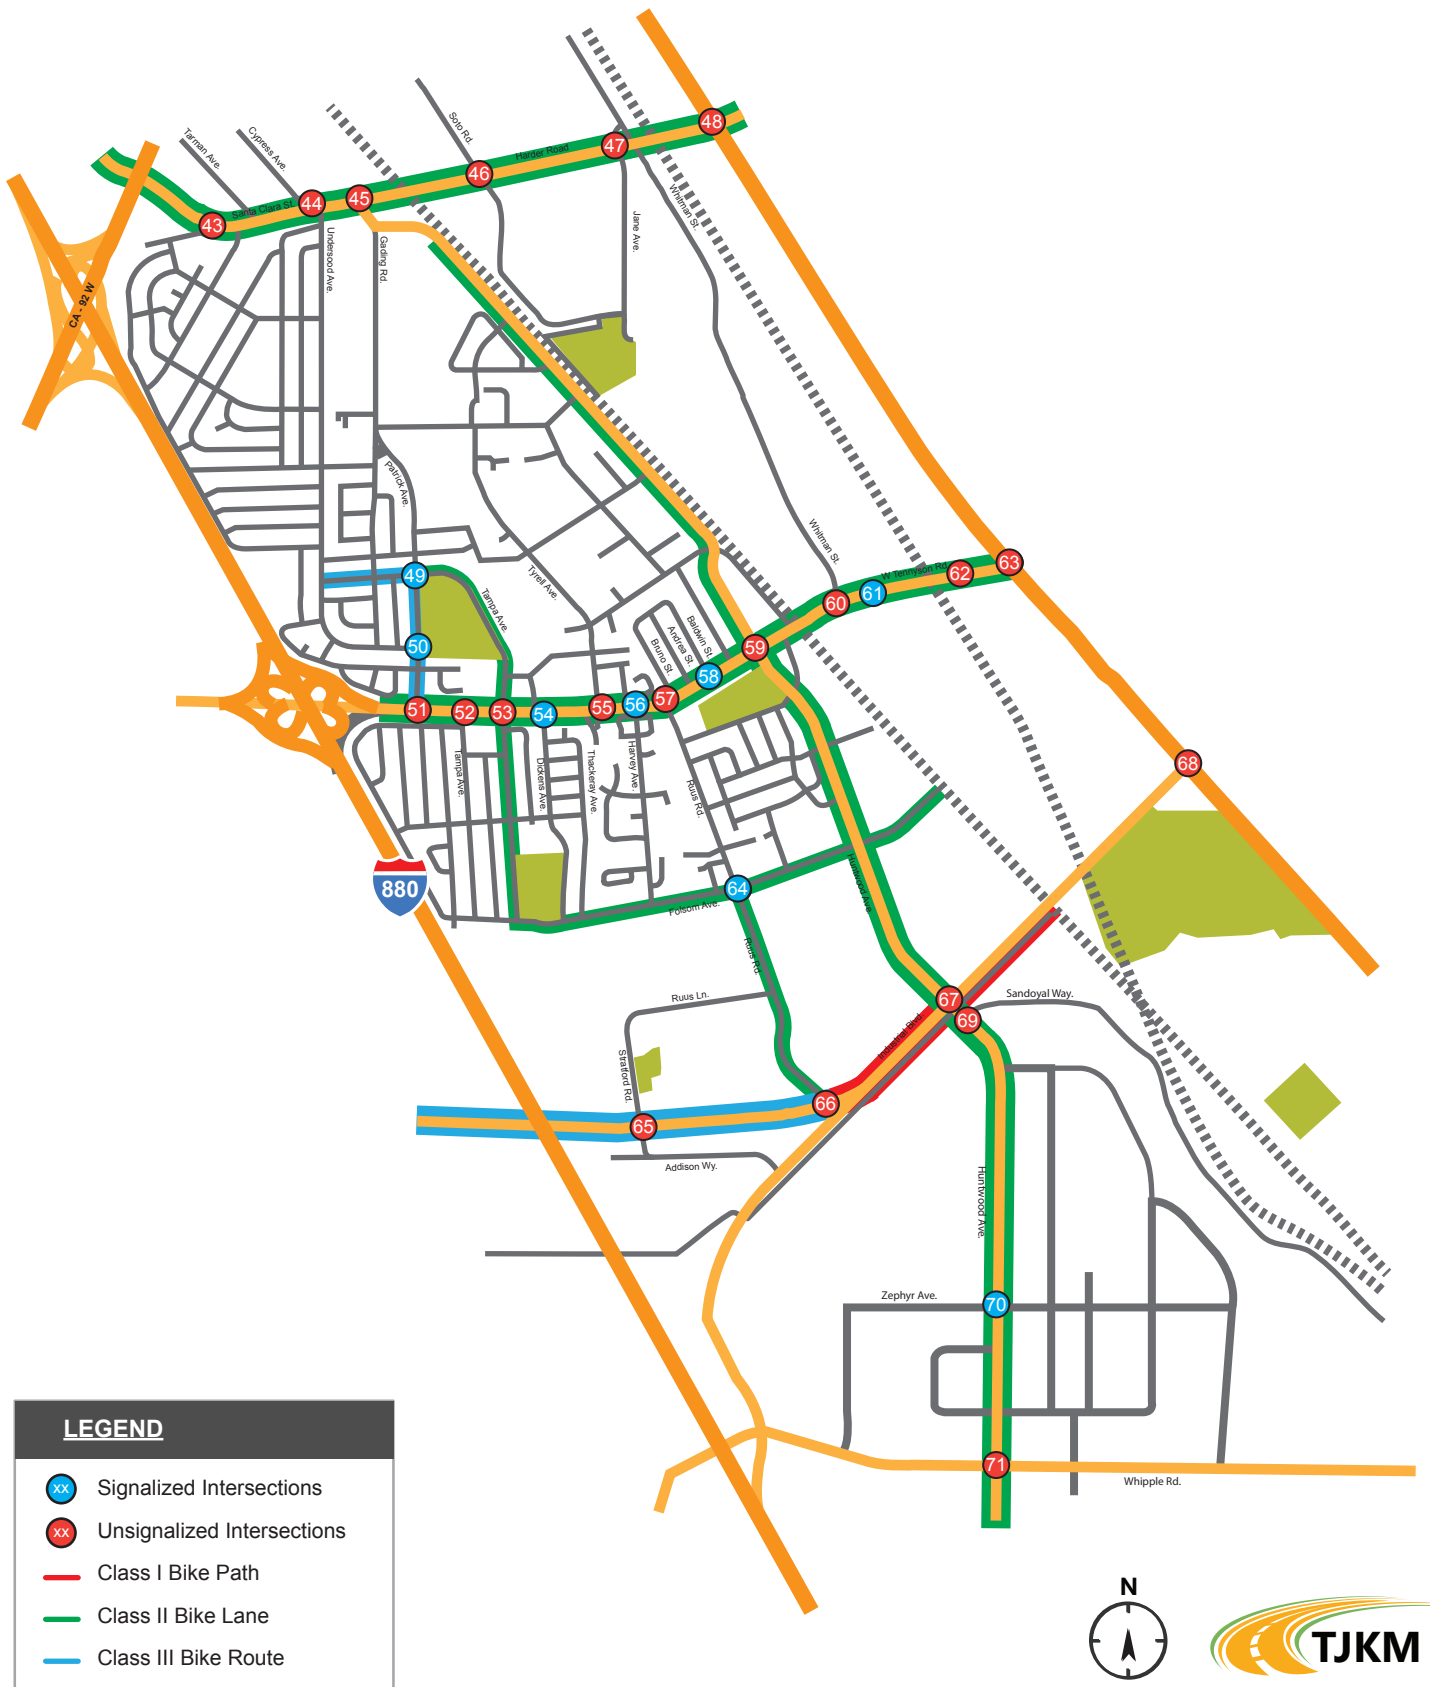 48
47
Soto Rd.
Tarman Ave.
Cypress Ave.
Harder Road
46
45
44
Santa Clara St.
43
Whitman St.
Jane Ave.
Undersood Ave.
Gading Rd.
CA - 92 W
Patrick Ave.
Whitman St.
63
W Tennyson Rd.
62
61
60
49
Tyrell Ave.
Tampa Ave.
Baldwin St.
Andrea St.
Bruno St.
50
59
58
57
56
55
54
53
52
51
Tampa Ave.
Dickens Ave.
Thackeray Ave.
Harvey Ave.
Ruus Rd.
68
Huntwood Ave.
880
64
Folsom Ave.
Ruus Rd.
Ruus Ln.
67
Sandoyal Way.
69
Industrial Blvd
Stratford Rd.
66
65
Addison Wy.
Huntwood Ave.
Zephyr Ave.
70
71
Whipple Rd.
LEGEND
XX Signalized Intersections
XX Unsignalized Intersections
Class I Bike Path
Class II Bike Lane
Class III Bike Route
N
TJKM